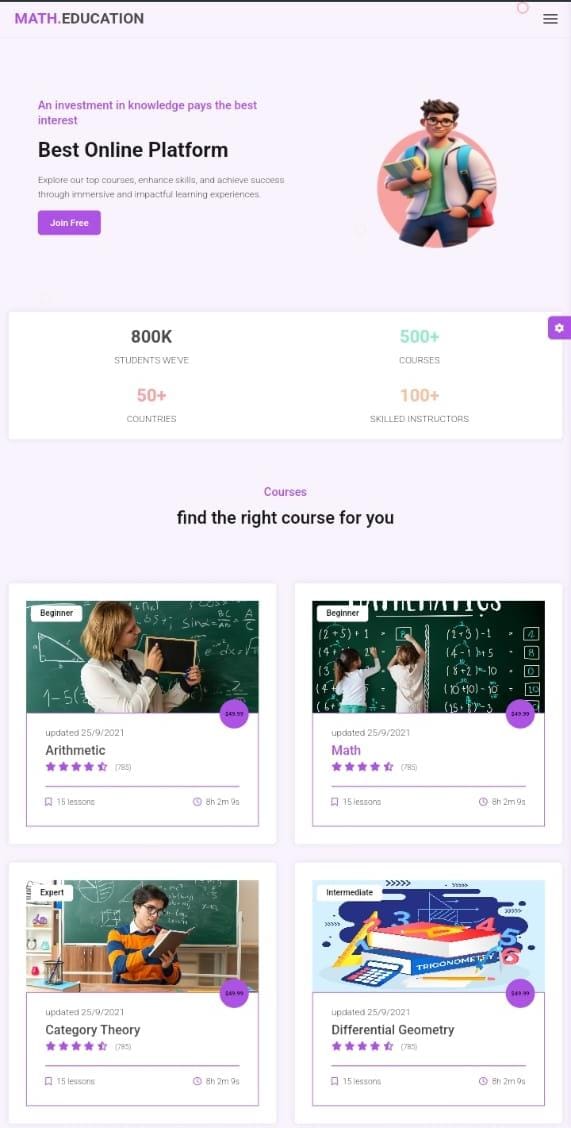 MATH.EDUCATION
An investment in knowledge pays the best
interest
Best Online Platform
Explore our top courses, enhance skills, and achieve success
through immersive and impactful learning experiences.
Join Free
800K
STUDENTS WE'VE
500+
COURSES
50+
COUNTRIES
100+
SKILLED INSTRUCTORS
Courses
find the right course for you
Beginner
$49.99
updated 25/9/2021
Arithmetic
(785)
15 lessons
8h 2m 9s
Beginner
MATHEMATICS
$49.99
updated 25/9/2021
Math
(785)
15 lessons
8h 2m 9s
Expert
$49.99
updated 25/9/2021
Category Theory
(785)
15 lessons
8h 2m 9s
Intermediate
TRIGONOMETRY
$49.99
updated 25/9/2021
Differential Geometry
(785)
15 lessons
8h 2m 9s